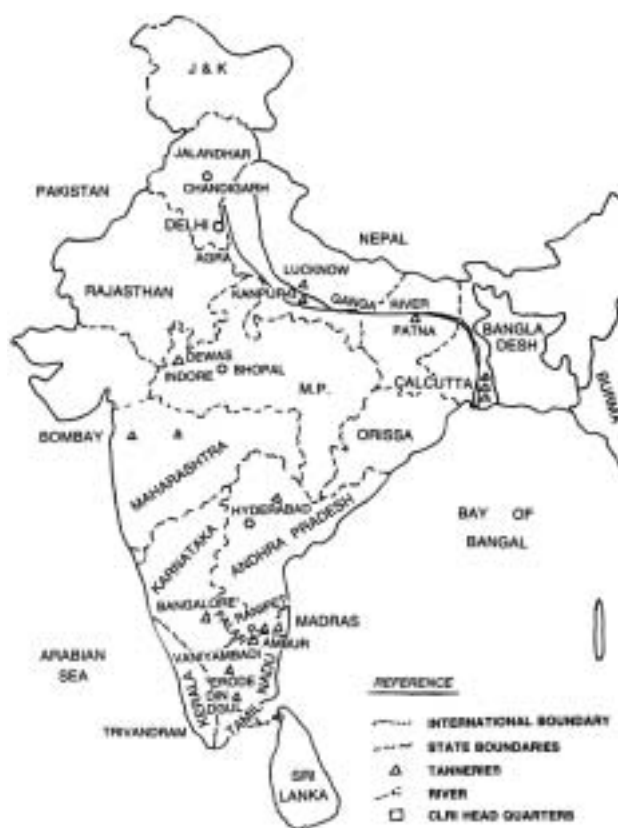 J & K
JALANDHAR
PAKISTAN
CHANDIGARH
DELHI
NEPAL
AGRA
LUCKNOW
RAJASTHAN
KANPUR
GANGA RIVER
PATNA
BANGLA
DESH
DEWAS
INDORE
BHOPAL
M.P.
CALCUTTA
BURMA
BOMBAY
ORISSA
MAHARASHTRA
HYDERABAD
KARNATAKA
ANDHRA PRADESH
BAY OF
BANGAL
BANGALORE
RANIPET
PALAR
MADRAS
AMBUR
ARABIAN
SEA
VANIYAMBADI
ERODE
DIN
DGUL
KERALA
TAMIL NADU
TRIVANDRAM
SRI
LANKA
REFERENCE
INTERNATIONAL BOUNDARY
STATE BOUNDARIES
TANNERIES
RIVER
CLRI HEAD QUARTERS